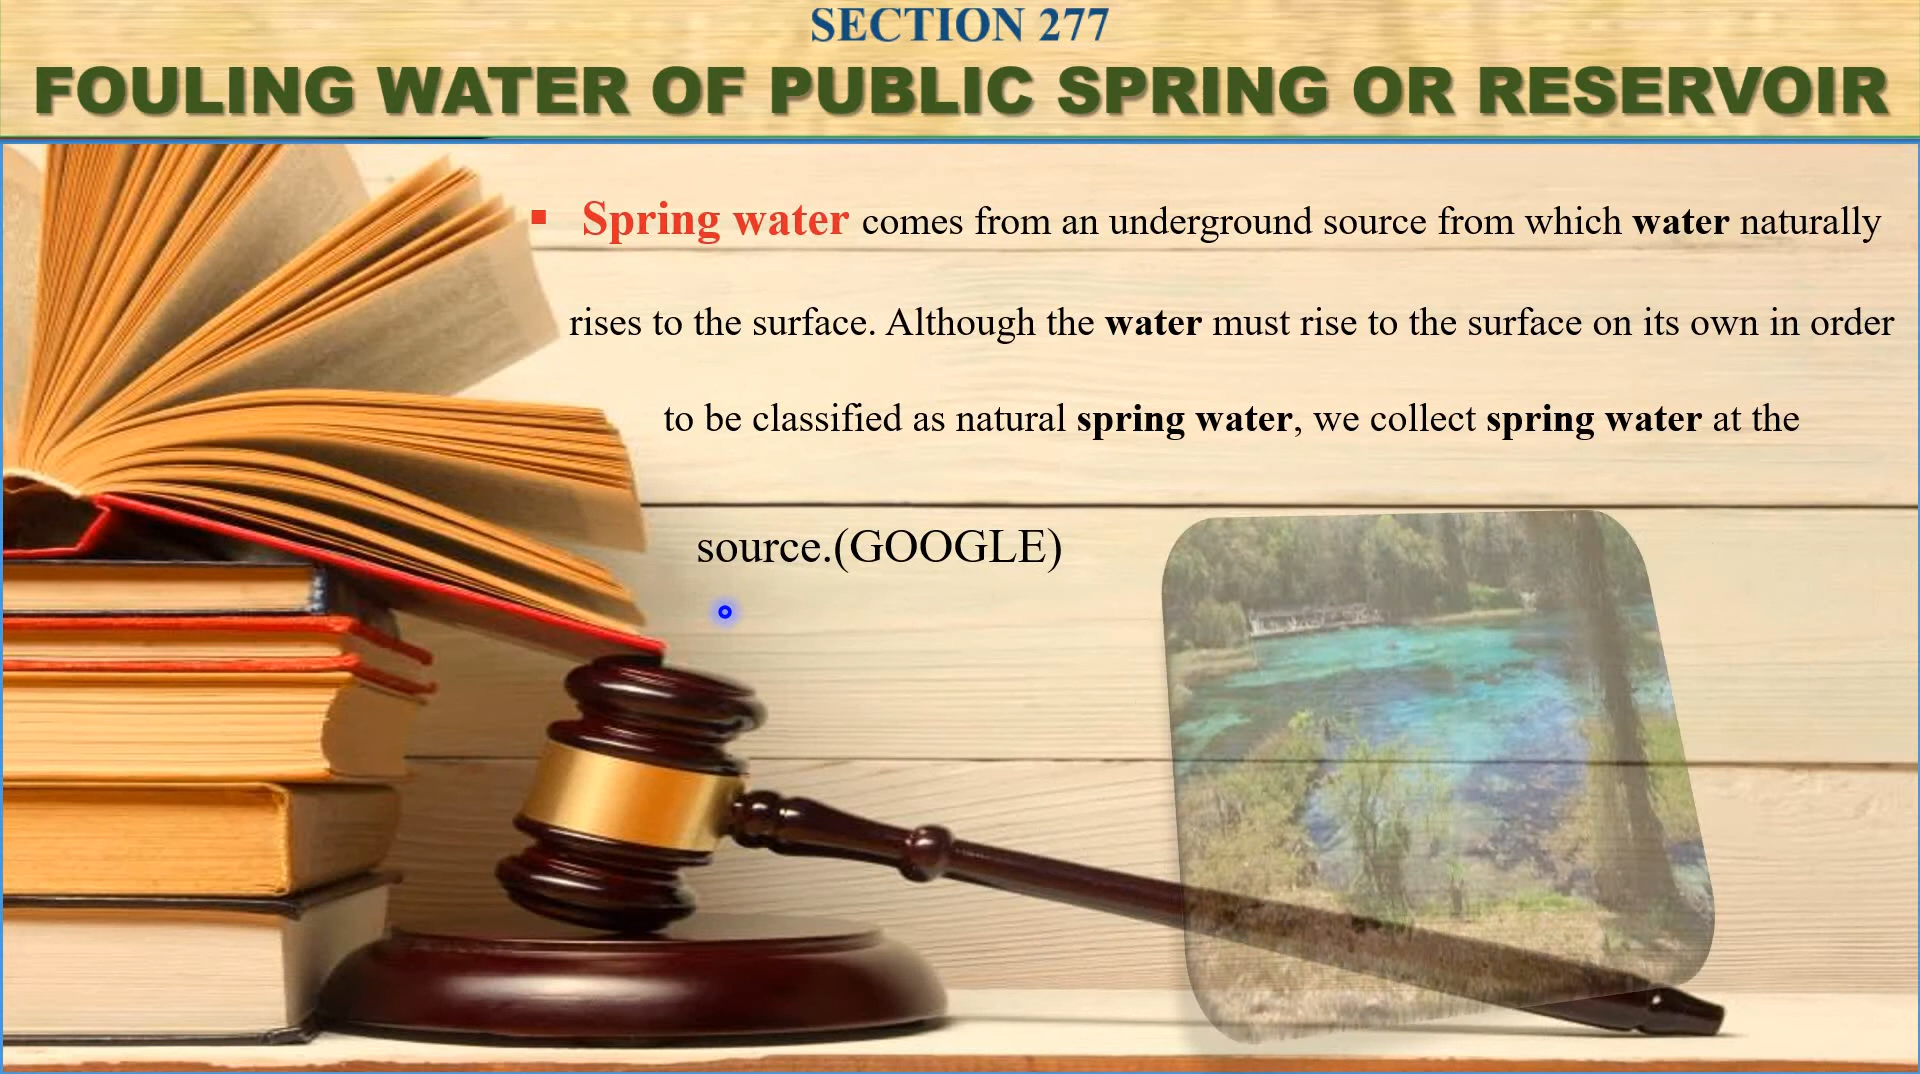 SECTION 277
FOULING WATER OF PUBLIC SPRING OR RESERVOIR
▪ Spring water comes from an underground source from which water naturally
rises to the surface. Although the water must rise to the surface on its own in order
to be classified as natural spring water, we collect spring water at the
source.(GOOGLE)